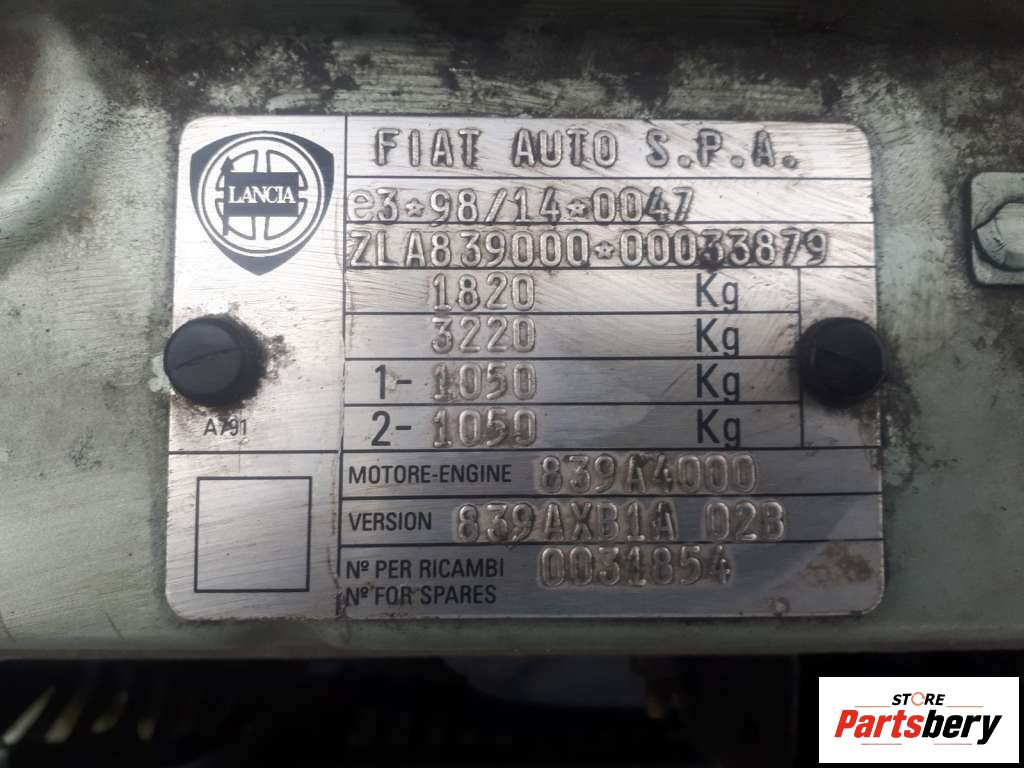 LANCIA
FIAT AUTO S.P.A.
e3*98/14*0047
ZLA839000*00033879
1820 Kg
3220 Kg
1- 1050 Kg
2- 1050 Kg
A791
MOTORE-ENGINE 839A4000
VERSION 839AXB1A 02B
Nº PER RICAMBI 0031854
Nº FOR SPARES
STORE
Partsbery